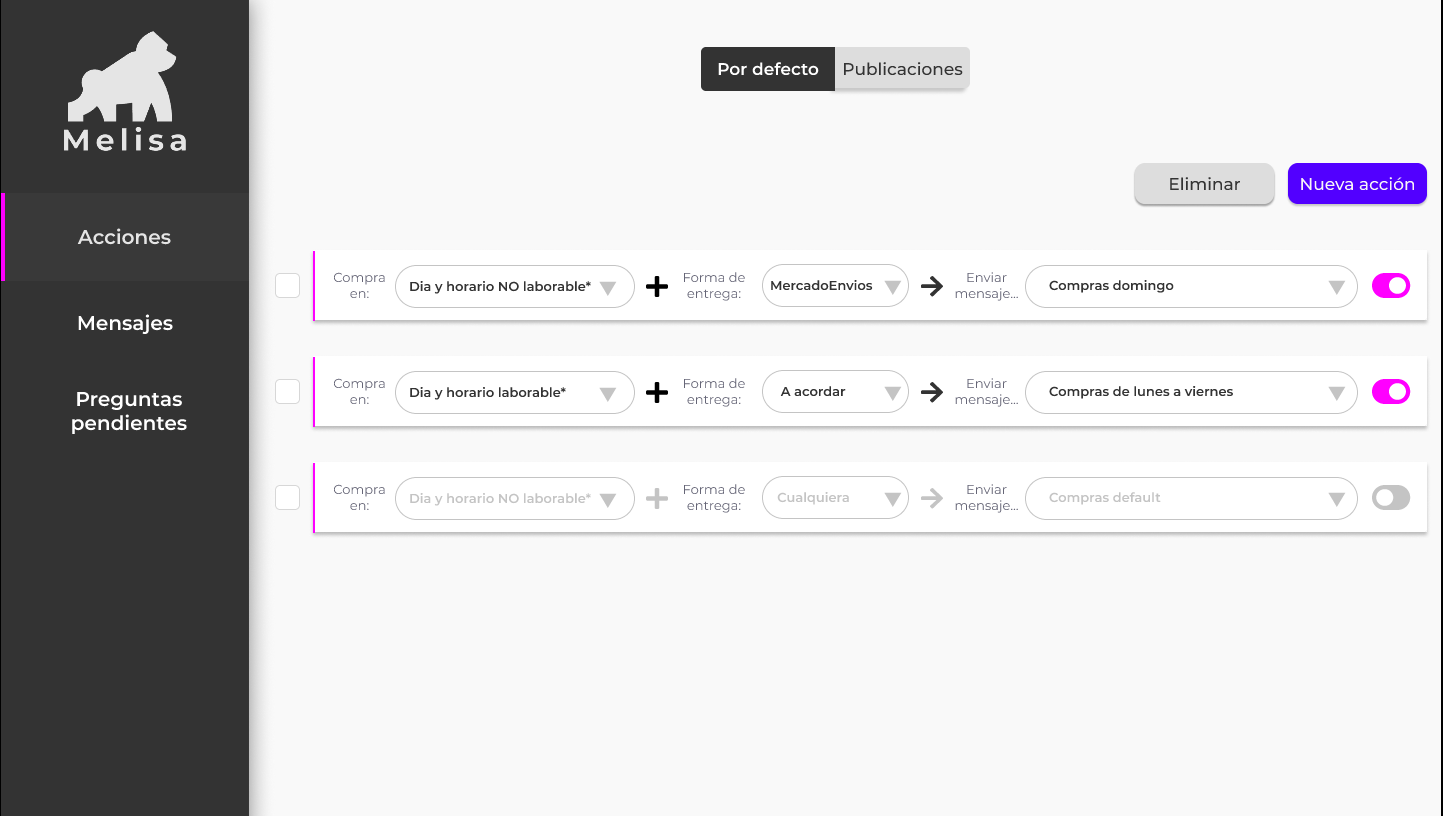 Melisa
Acciones
Mensajes
Preguntas
pendientes
Por defecto
Publicaciones
Eliminar
Nueva acción
Compra
en:
Dia y horario NO laborable*
Forma de
entrega:
MercadoEnvios
Enviar
mensaje...
Compras domingo
Compra
en:
Dia y horario laborable*
Forma de
entrega:
A acordar
Enviar
mensaje...
Compras de lunes a viernes
Compra
en:
Dia y horario NO laborable*
Forma de
entrega:
Cualquiera
Enviar
mensaje...
Compras default